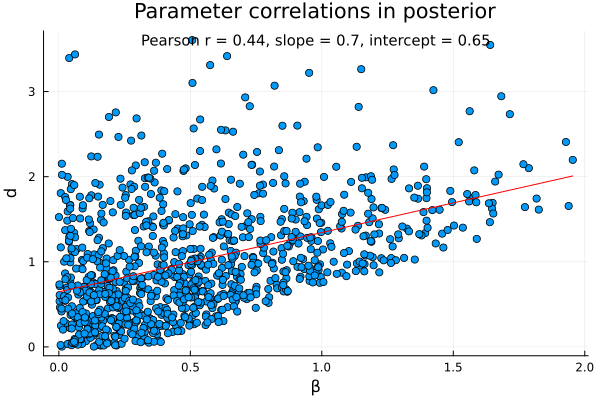 Parameter correlations in posterior
Pearson r = 0.44, slope = 0.7, intercept = 0.65
3
2
1
0
d
0.0 0.5 1.0 1.5 2.0
β